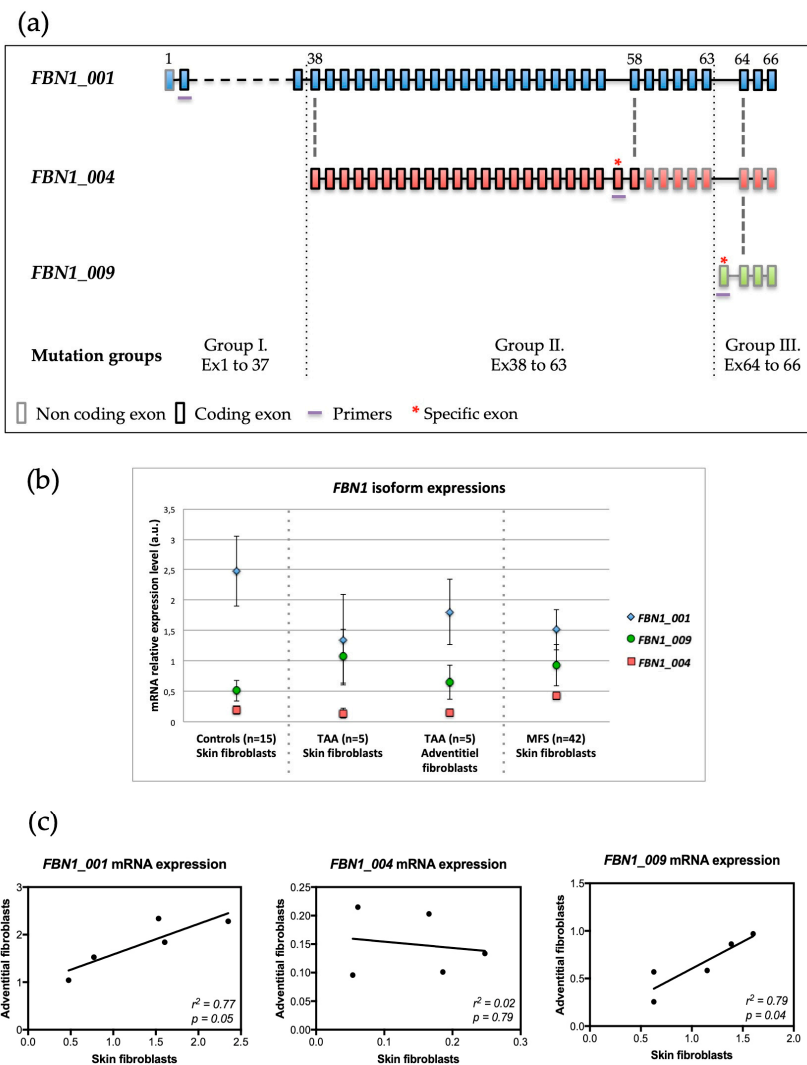 (a)
1 38 58 63 64 66
FBN1_001
FBN1_004
*
FBN1_009
*
Mutation groups
Group I.
Ex1 to 37
Group II.
Ex38 to 63
Group III.
Ex64 to 66
Non coding exon Coding exon Primers * Specific exon
(b)
FBN1 isoform expressions
mRNA relative expression level (a.u.)
3,5
3
2,5
2
1,5
1
0,5
0
Controls (n=15)
Skin fibroblasts
TAA (n=5)
Skin fibroblasts
TAA (n=5)
Adventitiel
fibroblasts
MFS (n=42)
Skin fibroblasts
FBN1_001
FBN1_009
FBN1_004
(c)
FBN1_001 mRNA expression
Adventitial fibroblasts
3
2
1
0
0.0 0.5 1.0 1.5 2.0 2.5
Skin fibroblasts
r² = 0.77
p = 0.05
FBN1_004 mRNA expression
Adventitial fibroblasts
0.25
0.20
0.15
0.10
0.05
0.00
0.0 0.1 0.2 0.3
Skin fibroblasts
r² = 0.02
p = 0.79
FBN1_009 mRNA expression
Adventitial fibroblasts
1.5
1.0
0.5
0.0
0.0 0.5 1.0 1.5 2.0
Skin fibroblasts
r² = 0.79
p = 0.04